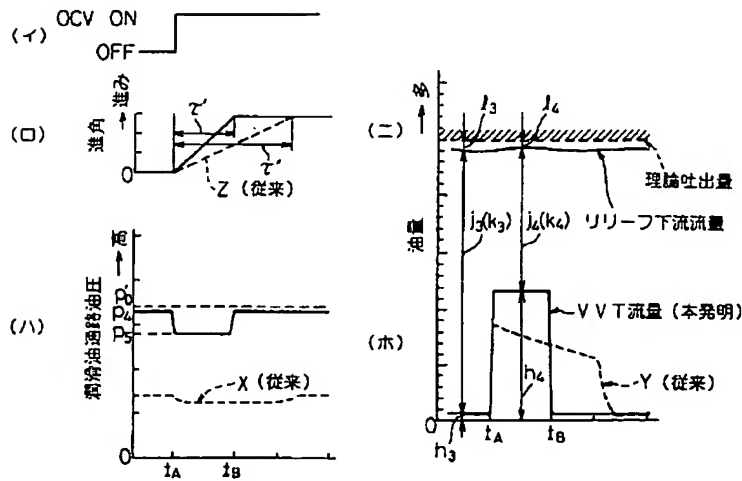 (イ)
OCV ON
OFF
(ロ)
進角 進み
0
τ'
τ'
Z (従来)
(ハ)
潤滑油通路油圧 高
P₀'
P₄
P₅
X (従来)
0
tA tB
(ニ)
油量 多
l₃ l₄
理論吐出量
リリーフ下流流量
j₃(k₃) j₄(k₄)
(ホ)
VVT流量 (本発明)
Y (従来)
h₄
0
h₃
tA tB